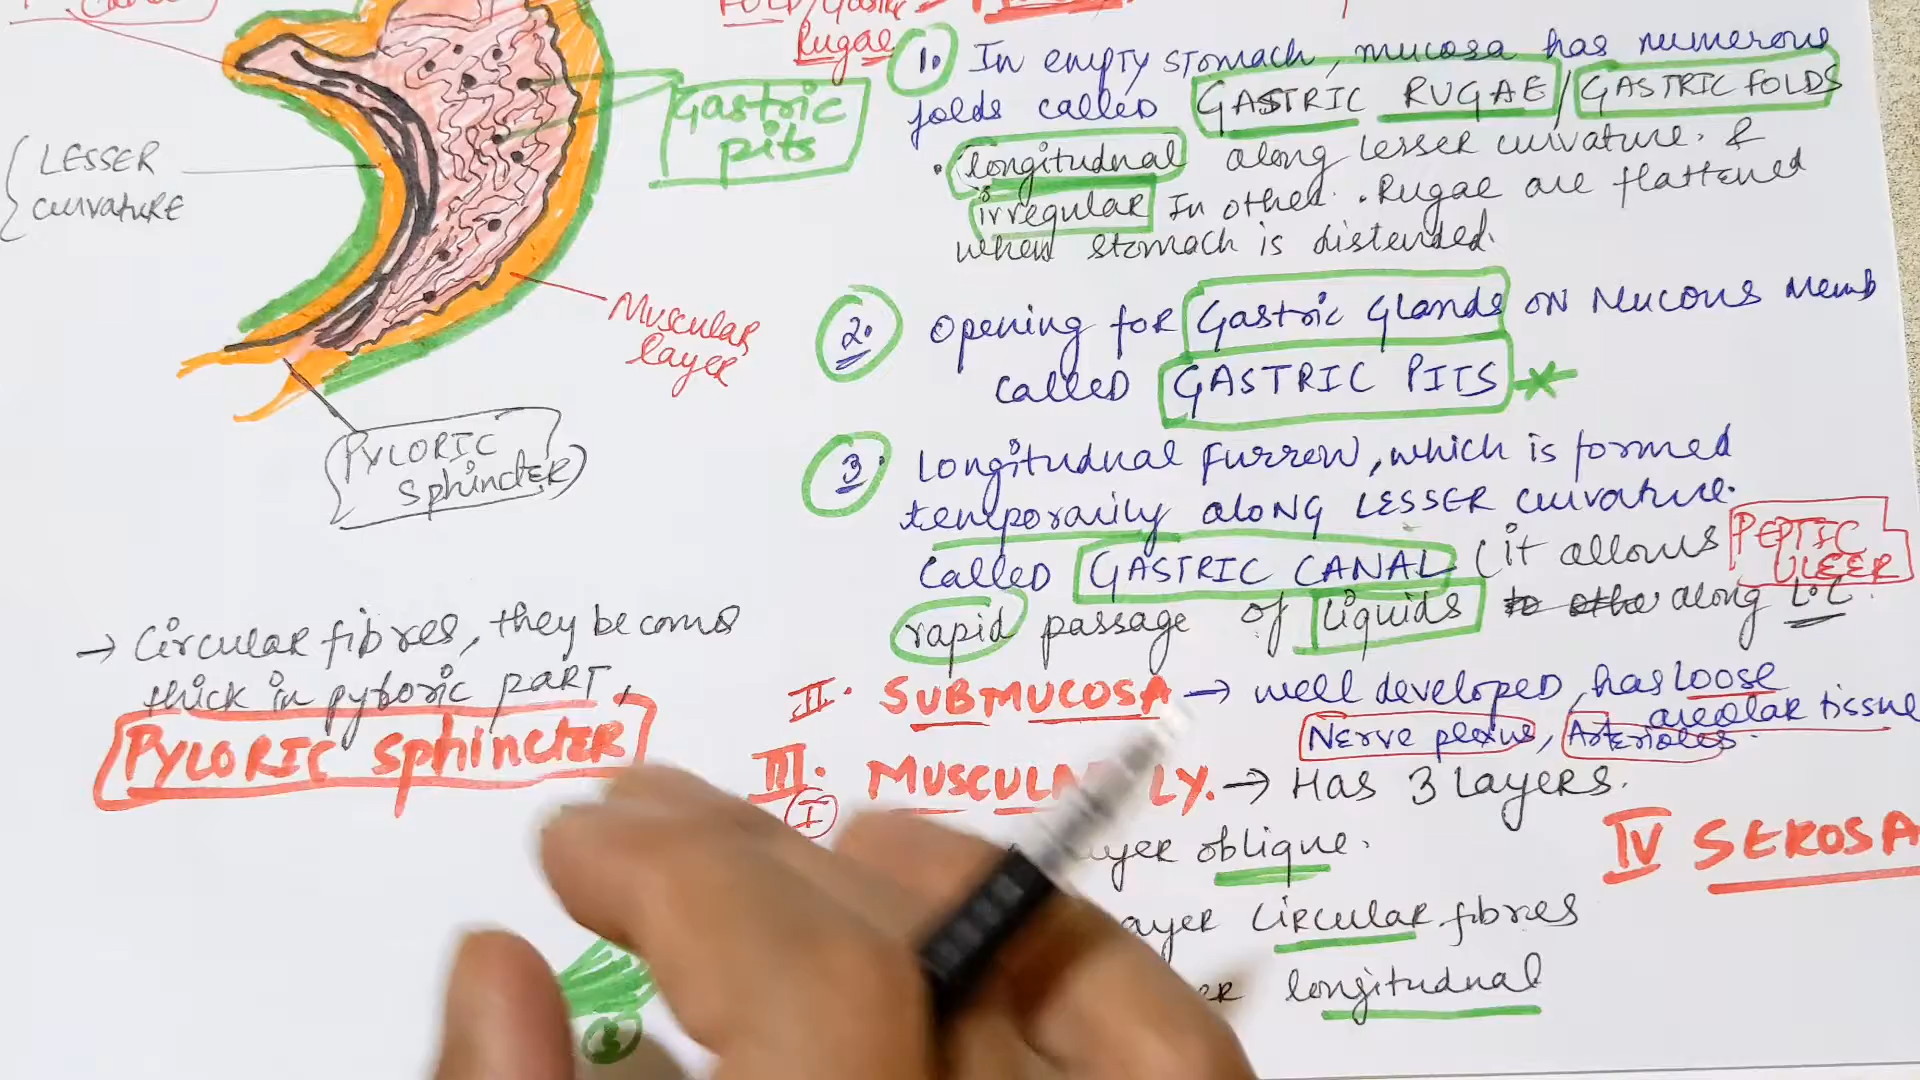 Rugae
Gastric
pits
LESSER
curvature
Muscular
layer
PYLORIC
Sphincter
→ Circular fibres, they become
thick in pyloric part,
PYLORIC Sphincter
1. In empty stomach, mucosa has numerous
folds called GASTRIC RUGAE / GASTRIC FOLDS
• longitudnal along lesser curvature. &
irregular In other. . Rugae are flattened
when stomach is distended.
2. Opening for Gastric Glands ON Mucous Memb
called GASTRIC PITS
3. Longitudnal Furrow, which is formed
temporarily along LESSER curvature.
called GASTRIC CANAL (it allows PEPTIC
ULCER
rapid passage of Liquids along L.C.
II. SUBMUCOSA → well developed, has loose
areolar tissue
Nerve plexus, Arterioles.
III. MUSCULA LY. → Has 3 layers.
I
ayer oblique.
IV SEROSA
ayer circular fibres
er longitudnal
3